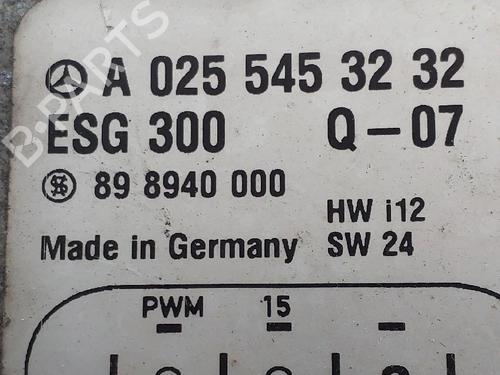 A 025 545 32 32
ESG 300 Q-07
89 8940 000
HW i12
Made in Germany SW 24
PWM 15
B-PARTS